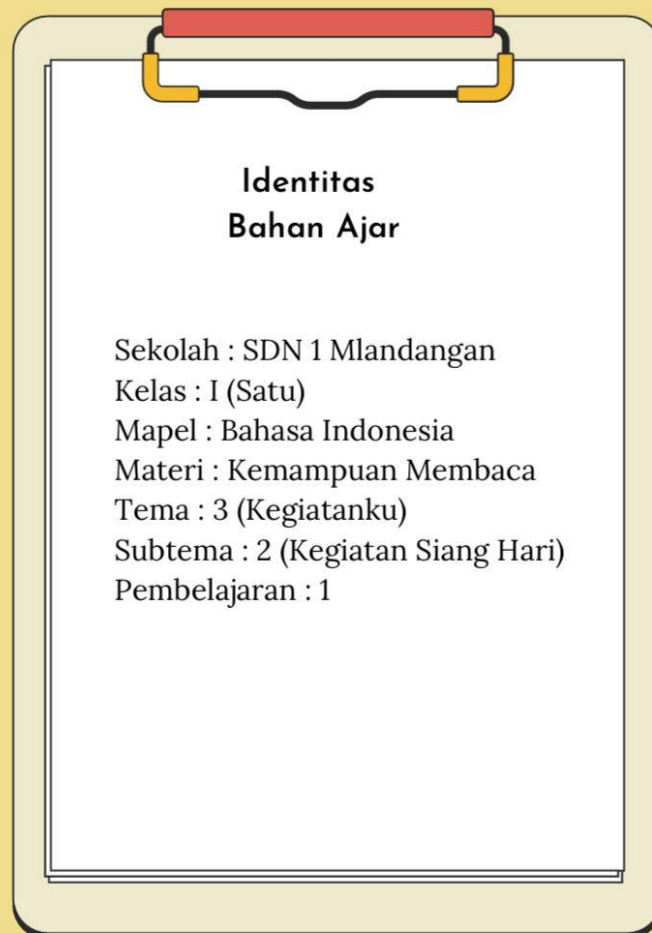 Identitas
Bahan Ajar
Sekolah : SDN 1 Mlandangan
Kelas : I (Satu)
Mapel : Bahasa Indonesia
Materi : Kemampuan Membaca
Tema : 3 (Kegiatanku)
Subtema : 2 (Kegiatan Siang Hari)
Pembelajaran : 1